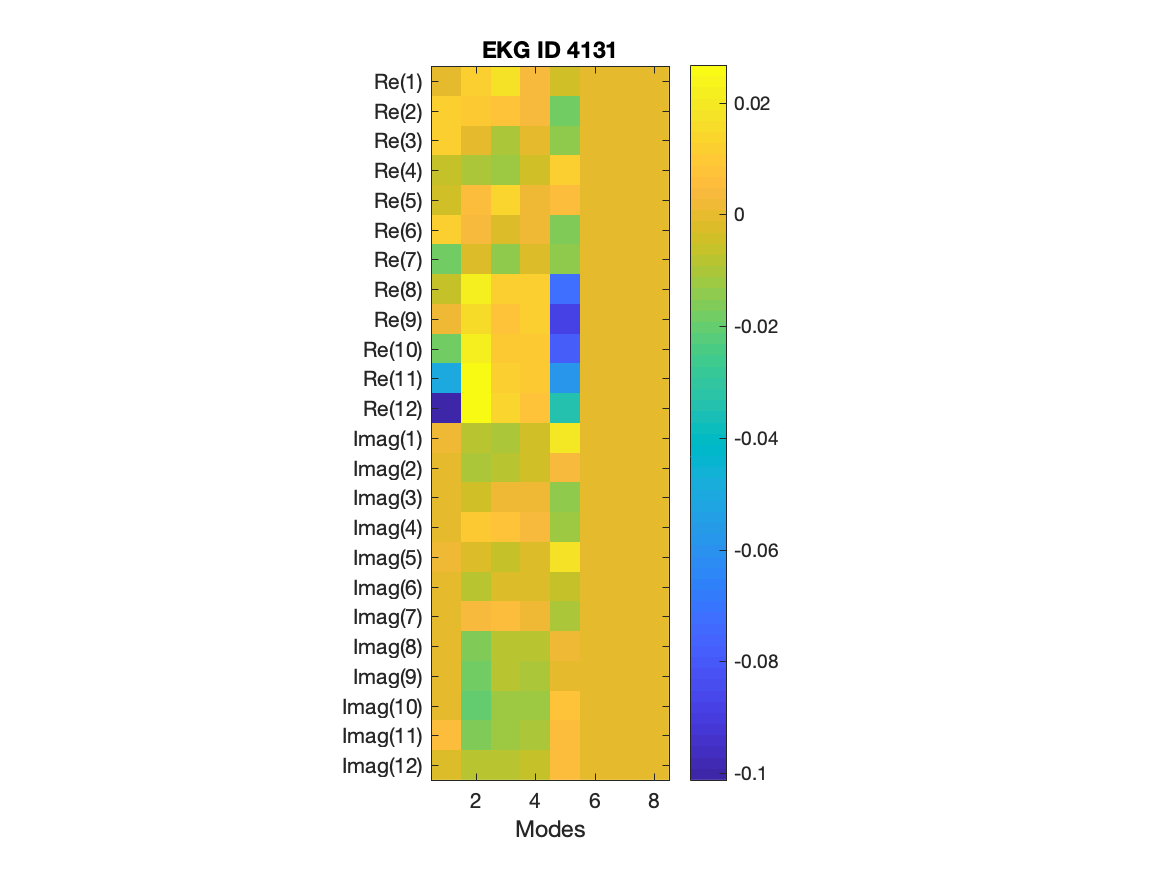 EKG ID 4131
Re(1)
Re(2)
Re(3)
Re(4)
Re(5)
Re(6)
Re(7)
Re(8)
Re(9)
Re(10)
Re(11)
Re(12)
Imag(1)
Imag(2)
Imag(3)
Imag(4)
Imag(5)
Imag(6)
Imag(7)
Imag(8)
Imag(9)
Imag(10)
Imag(11)
Imag(12)
2 4 6 8
Modes
0.02
0
-0.02
-0.04
-0.06
-0.08
-0.1